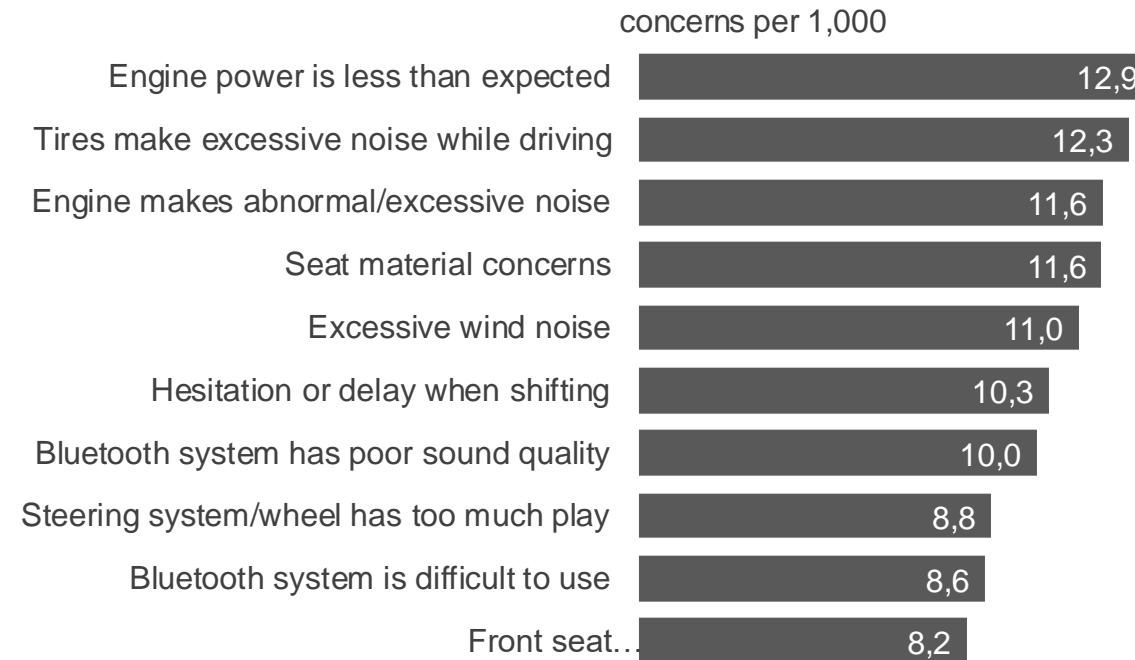 concerns per 1,000
Engine power is less than expected 12,9
Tires make excessive noise while driving 12,3
Engine makes abnormal/excessive noise 11,6
Seat material concerns 11,6
Excessive wind noise 11,0
Hesitation or delay when shifting 10,3
Bluetooth system has poor sound quality 10,0
Steering system/wheel has too much play 8,8
Bluetooth system is difficult to use 8,6
Front seat… 8,2